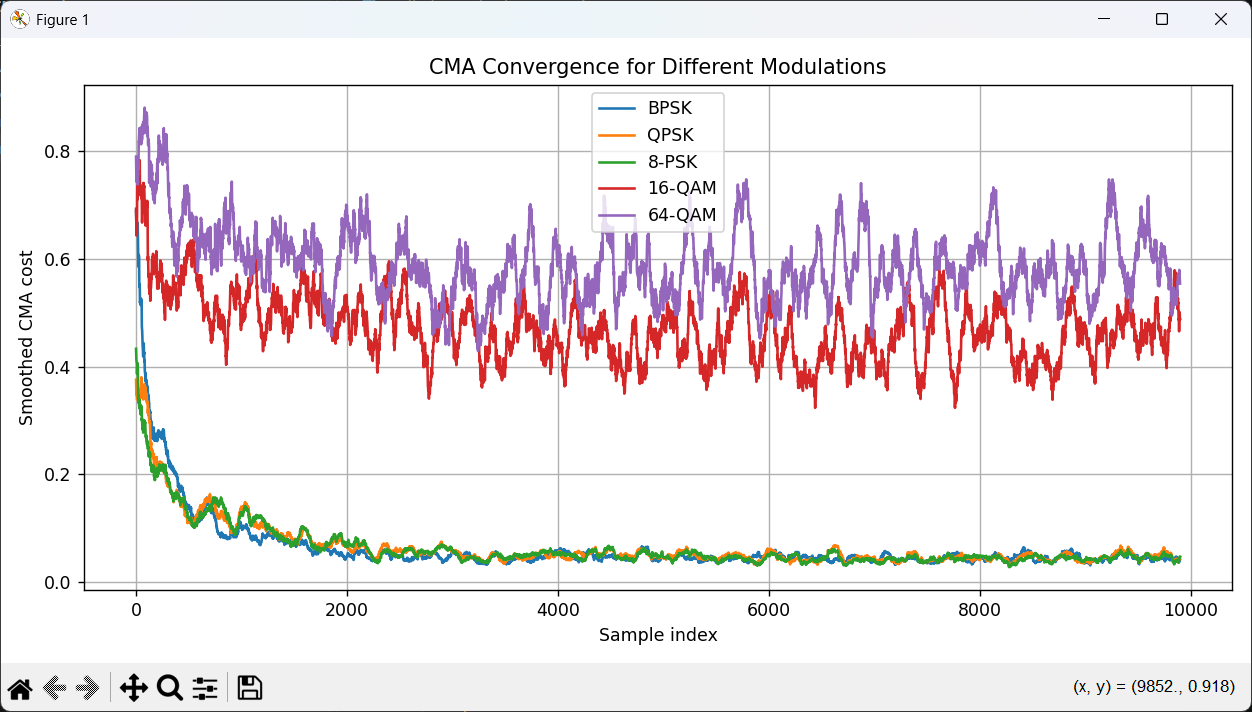 Figure 1
CMA Convergence for Different Modulations
BPSK
QPSK
8-PSK
16-QAM
64-QAM
Smoothed CMA cost
0.8
0.6
0.4
0.2
0.0
0 2000 4000 6000 8000 10000
Sample index
(x, y) = (9852., 0.918)